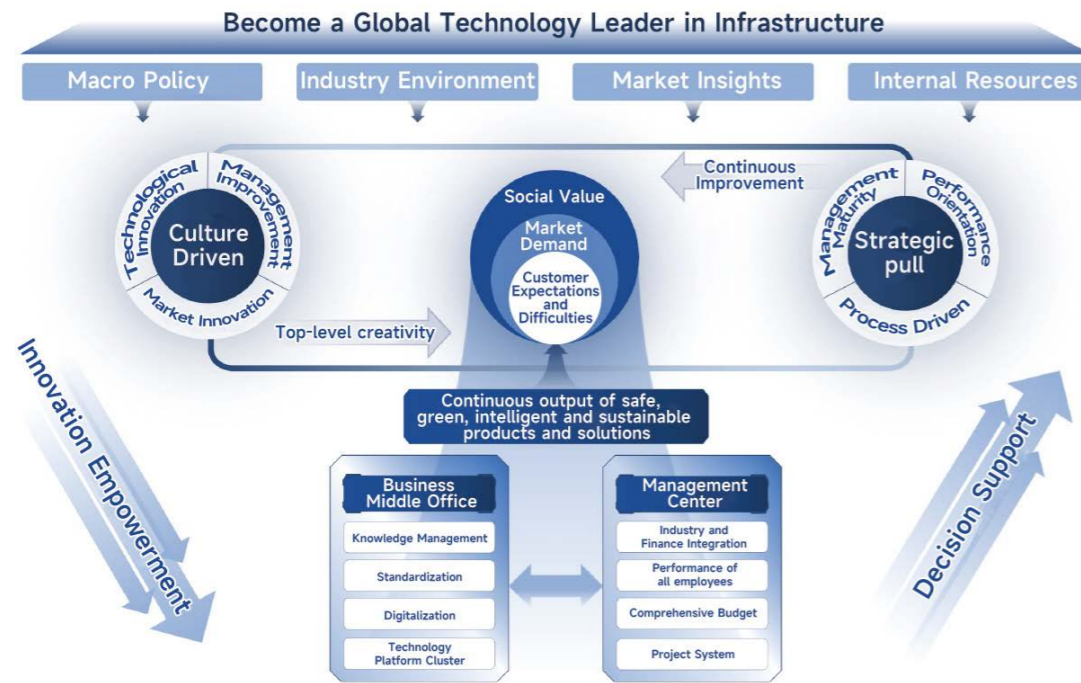 Become a Global Technology Leader in Infrastructure
Macro Policy
Industry Environment
Market Insights
Internal Resources
Technological
Innovation
Management
Improvement
Market Innovation
Culture
Driven
Social Value
Market
Demand
Customer
Expectations
and
Difficulties
Continuous
Improvement
Management
Maturity
Performance
Orientation
Process Driven
Strategic
pull
Top-level creativity
Innovation Empowerment
Continuous output of safe,
green, intelligent and sustainable
products and solutions
Decision Support
Business
Middle Office
Knowledge Management
Standardization
Digitalization
Technology
Platform Cluster
Management
Center
Industry and
Finance Integration
Performance of
all employees
Comprehensive Budget
Project System